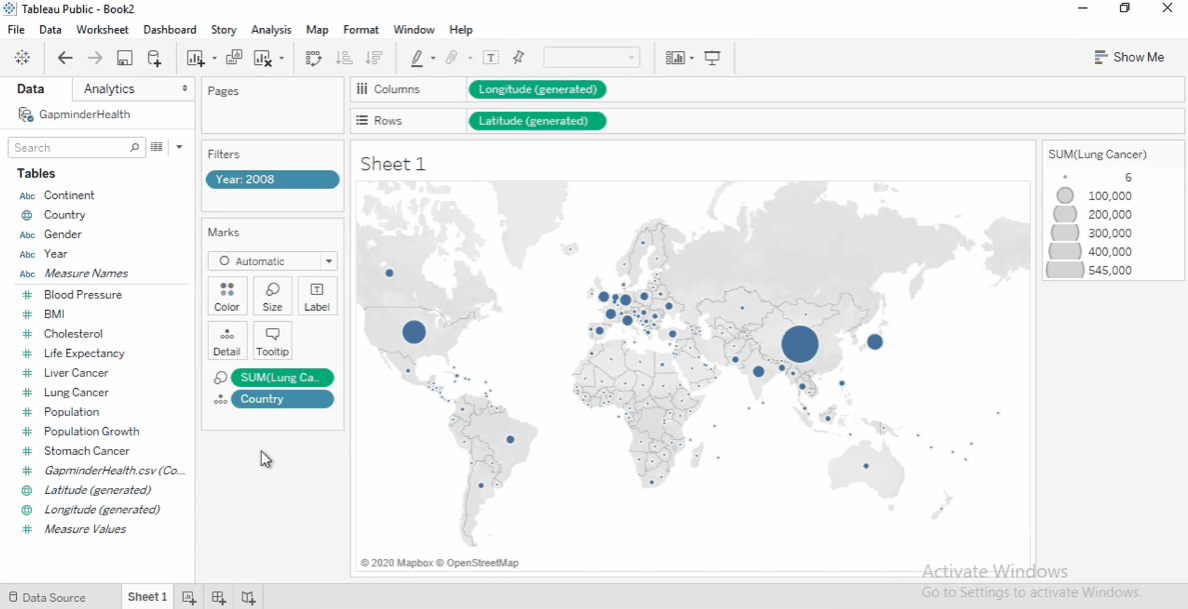 Tableau Public - Book2
File Data Worksheet Dashboard Story Analysis Map Format Window Help
Show Me
Data Analytics
GapminderHealth
Search
Tables
Abc Continent
Country
Abc Gender
Abc Year
Abc Measure Names
Blood Pressure
BMI
Cholesterol
Life Expectancy
Liver Cancer
Lung Cancer
Population
Population Growth
Stomach Cancer
GapminderHealth.csv (Co...
Latitude (generated)
Longitude (generated)
Measure Values
Pages
Filters
Year: 2008
Marks
Automatic
Color Size Label
Detail Tooltip
SUM(Lung Ca..
Country
Columns Longitude (generated)
Rows Latitude (generated)
Sheet 1
© 2020 Mapbox © OpenStreetMap
SUM(Lung Cancer)
6
100,000
200,000
300,000
400,000
545,000
Activate Windows
Go to Settings to activate Windows.
Data Source Sheet 1